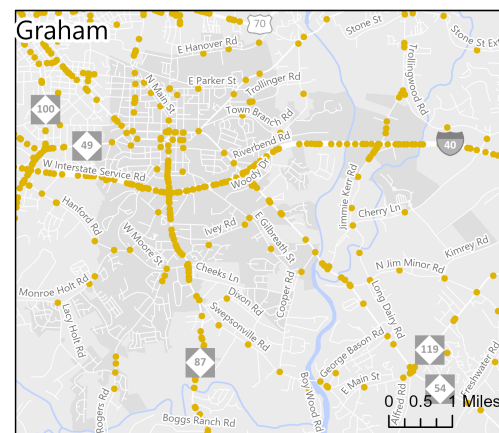 Graham
70
Stone St
Stone St Ex
E Hanover Rd
Trollingwood Rd
N Main St
E Parker St
Trollinger Rd
100
Town Branch Rd
49
Riverbend Rd
40
W Interstate Service Rd
Woody Dr
Jimmie Kerr Rd
Hanford Rd
Cherry Ln
Ivey Rd
E Gilbreath St
W Moore St
Kimrey Rd
Cheeks Ln
N Jim Minor Rd
Monroe Holt Rd
Dixon Rd
Cooper Rd
Long Dairy Rd
Lacy Holt Rd
Swepsonville Rd
George Bason Rd
119
87
E Main St
54
Freshwater Rd
Boy Wood Rd
Alfred Rd
0 0.5 1 Miles
Rogers Rd
Boggs Ranch Rd